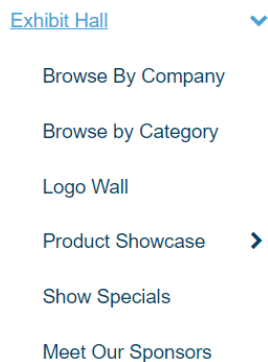 Exhibit Hall
Browse By Company
Browse by Category
Logo Wall
Product Showcase
Show Specials
Meet Our Sponsors